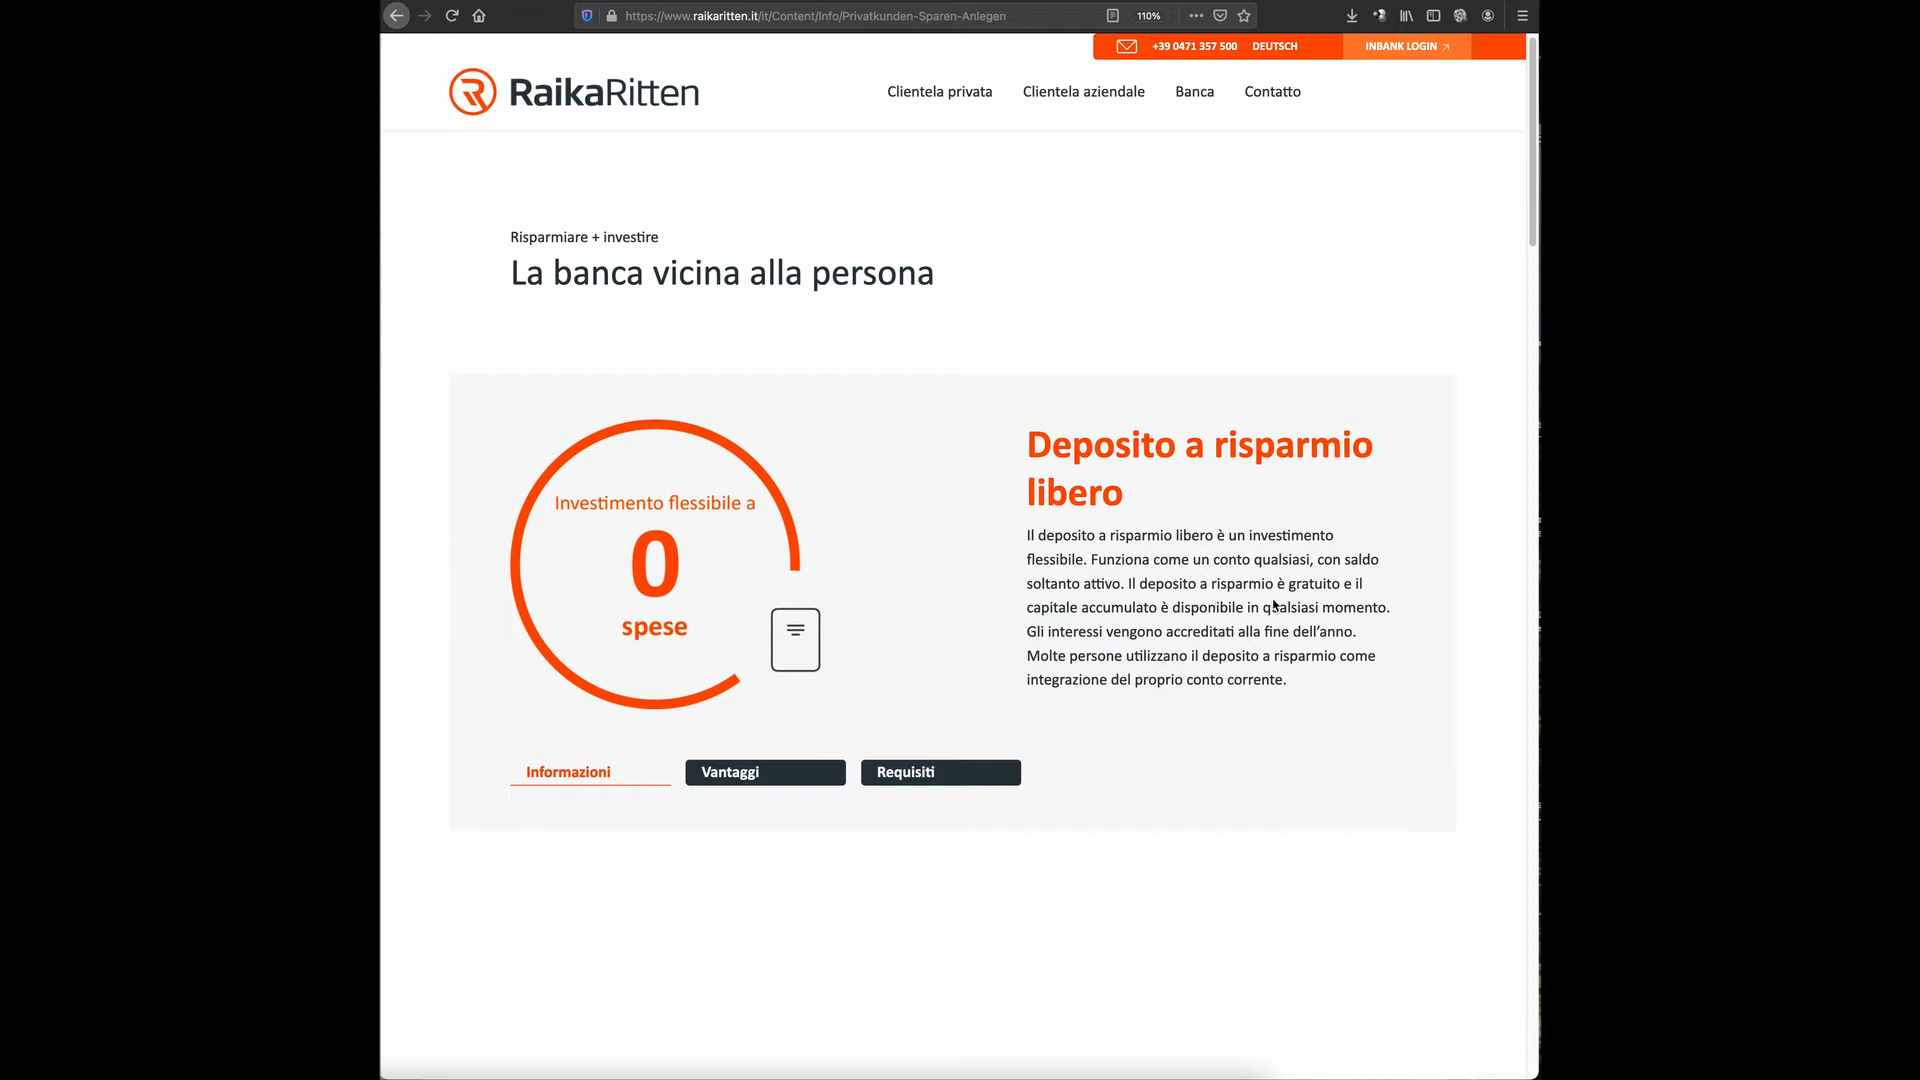 https://www.raikaritten.it/it/Content/Info/Privatkunden-Sparen-Anlegen
110%
+39 0471 357 500 DEUTSCH INBANK LOGIN
RaikaRitten
Clientela privata Clientela aziendale Banca Contatto
Risparmiare + investire
La banca vicina alla persona
Investimento flessibile a
0
spese
Deposito a risparmio
libero
Il deposito a risparmio libero è un investimento
flessibile. Funziona come un conto qualsiasi, con saldo
soltanto attivo. Il deposito a risparmio è gratuito e il
capitale accumulato è disponibile in qualsiasi momento.
Gli interessi vengono accreditati alla fine dell’anno.
Molte persone utilizzano il deposito a risparmio come
integrazione del proprio conto corrente.
Informazioni Vantaggi Requisiti